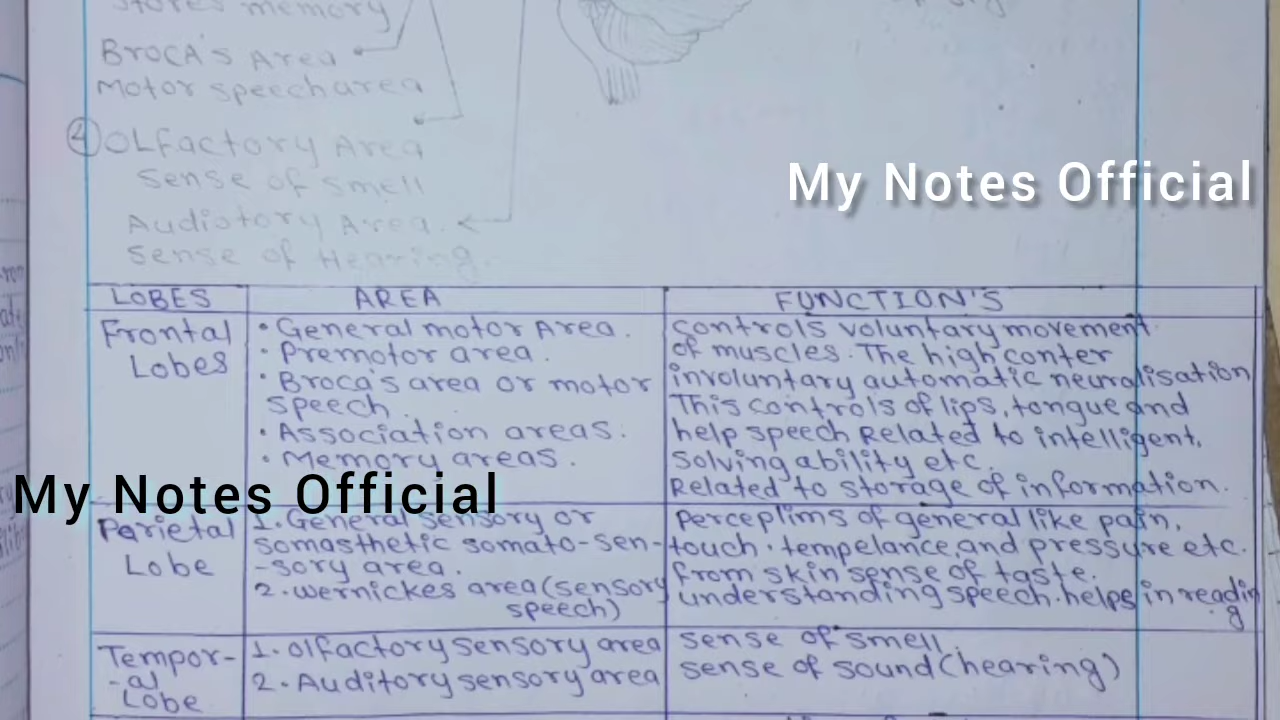 stores memory
Broca's Area
Motor speech area
④ Olfactory Area
Sense of smell
Audiotory Area.
Sense of Hearing.
My Notes Official
LOBES
AREA
FUNCTION'S
Frontal
Lobes
• General motor Area.
• Premotor area.
• Broca's area or motor
speech.
• Association areas.
• Memory areas.
controls voluntary movement
of muscles. The high conter
involuntary automatic neuralisation
This controls of lips, tongue and
help speech Related to intelligent,
solving ability etc.
Related to storage of information.
My Notes Official
Perietal
Lobe
1. General sensory or
somasthetic somato-sen-
-sory area.
2. wernickes area (sensory
speech)
Perceplims of general like pain,
touch. tempelance, and pressure etc.
from skin sense of taste.
understanding speech. helps in reading
Tempor-
-al
Lobe
1. Olfactory sensory area
2. Auditory sensory area
sense of smell.
sense of sound (hearing)